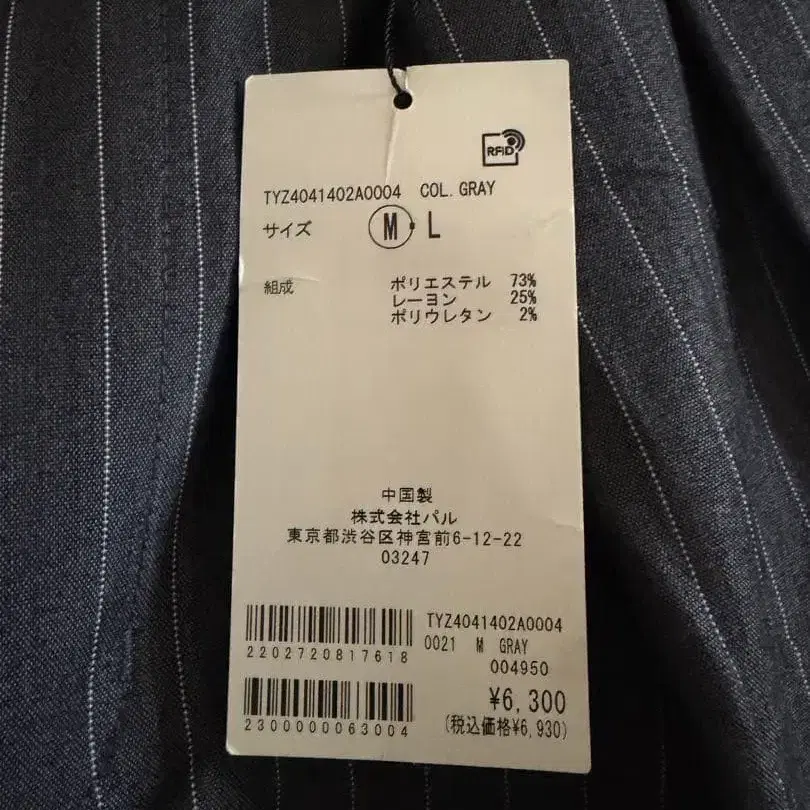 RFID
TYZ4041402A0004 COL. GRAY
サイズ M・L
組成 ポリエステル 73%
レーヨン 25%
ポリウレタン 2%
中国製
株式会社パル
東京都渋谷区神宮前6-12-22
03247
TYZ4041402A0004
2202720817618 0021 M GRAY
004950
¥6,300
2300000063004 (税込価格¥6,930)